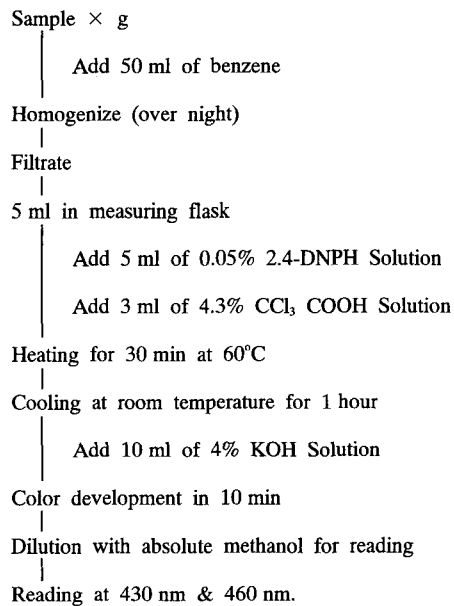 Sample × g
Add 50 ml of benzene
Homogenize (over night)
Filtrate
5 ml in measuring flask
Add 5 ml of 0.05% 2.4-DNPH Solution
Add 3 ml of 4.3% CCl₃ COOH Solution
Heating for 30 min at 60°C
Cooling at room temperature for 1 hour
Add 10 ml of 4% KOH Solution
Color development in 10 min
Dilution with absolute methanol for reading
Reading at 430 nm & 460 nm.